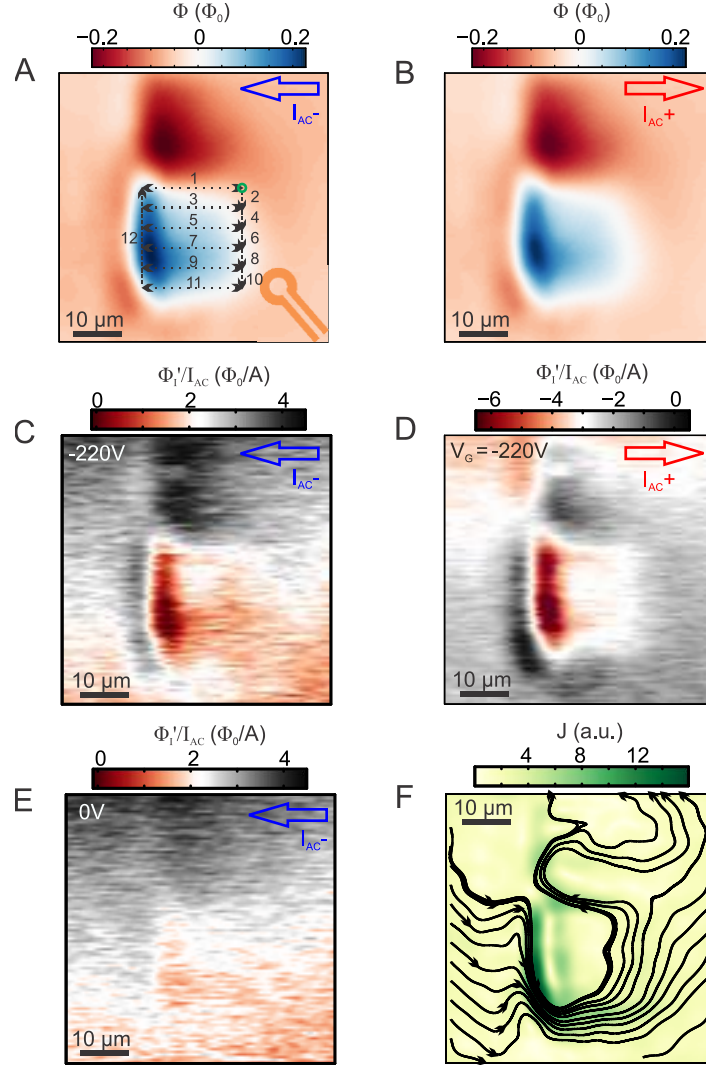 Φ (Φ₀)
−0.2 0 0.2
A
I_AC-
1
3 2
5 4
12 7 6
9 8
11 10
10 µm
Φ (Φ₀)
−0.2 0 0.2
B
I_AC+
10 µm
Φ_I'/I_AC (Φ₀/A)
0 2 4
C
-220V
I_AC-
10 µm
Φ_I'/I_AC (Φ₀/A)
−6 −4 −2 0
D
V_G = -220V
I_AC+
10 µm
Φ_I'/I_AC (Φ₀/A)
0 2 4
E
0V
I_AC-
10 µm
J (a.u.)
4 8 12
F
10 µm